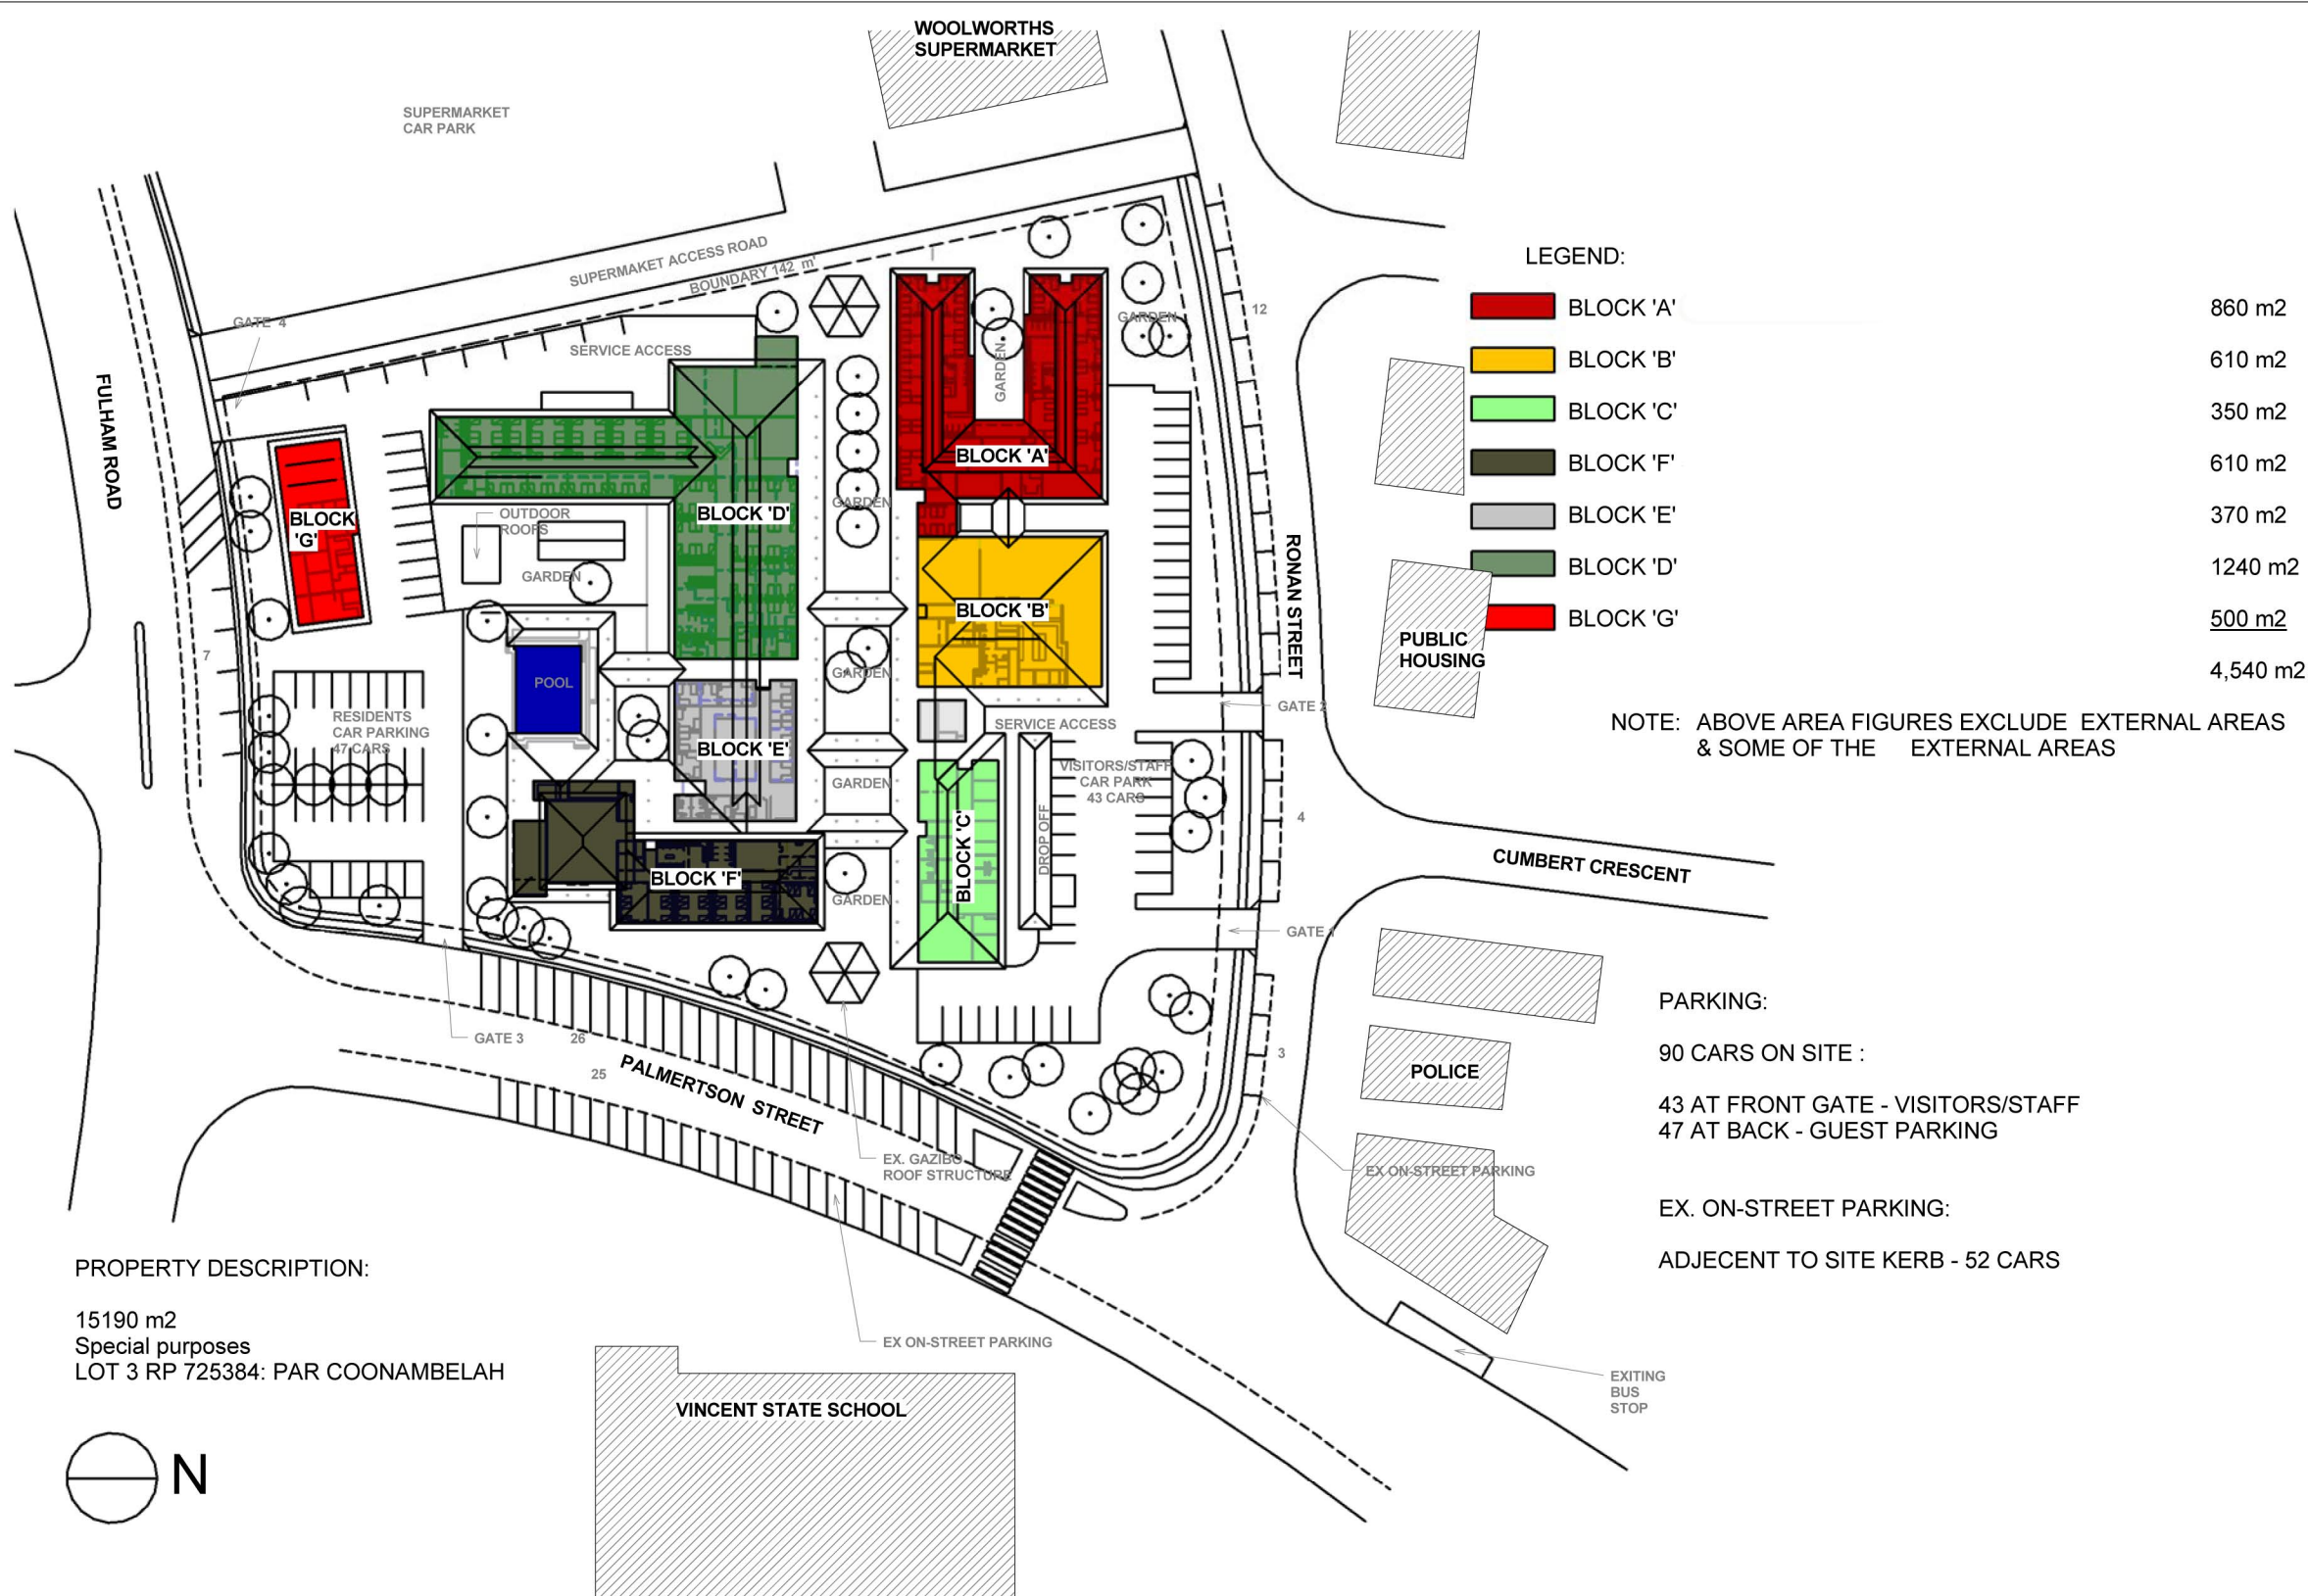 WOOLWORTHS
SUPERMARKET
SUPERMARKET
CAR PARK
SUPERMAKET ACCESS ROAD
BOUNDARY 142 m'
GATE 4
SERVICE ACCESS
FULHAM ROAD
GARDEN
GARDEN
12
BLOCK 'A'
BLOCK 'D'
BLOCK
'G'
OUTDOOR
ROOFS
GARDEN
GARDEN
RONAN STREET
BLOCK 'B'
7
POOL
GARDEN
RESIDENTS
CAR PARKING
47 CARS
GATE 2
SERVICE ACCESS
BLOCK 'E'
VISITORS/STAFF
CAR PARK
43 CARS
GARDEN
4
DROP OFF
BLOCK 'C'
BLOCK 'F'
GARDEN
CUMBERT CRESCENT
GATE 1
GATE 3
26
25
PALMERTSON STREET
3
POLICE
EX. GAZIBO
ROOF STRUCTURE
EX ON-STREET PARKING
EX ON-STREET PARKING
EXITING
BUS
STOP
VINCENT STATE SCHOOL
PUBLIC
HOUSING
LEGEND:
BLOCK 'A' 860 m2
BLOCK 'B' 610 m2
BLOCK 'C' 350 m2
BLOCK 'F' 610 m2
BLOCK 'E' 370 m2
BLOCK 'D' 1240 m2
BLOCK 'G' 500 m2
4,540 m2
NOTE: ABOVE AREA FIGURES EXCLUDE EXTERNAL AREAS
& SOME OF THE EXTERNAL AREAS
PARKING:
90 CARS ON SITE :
43 AT FRONT GATE - VISITORS/STAFF
47 AT BACK - GUEST PARKING
EX. ON-STREET PARKING:
ADJECENT TO SITE KERB - 52 CARS
PROPERTY DESCRIPTION:
15190 m2
Special purposes
LOT 3 RP 725384: PAR COONAMBELAH
N